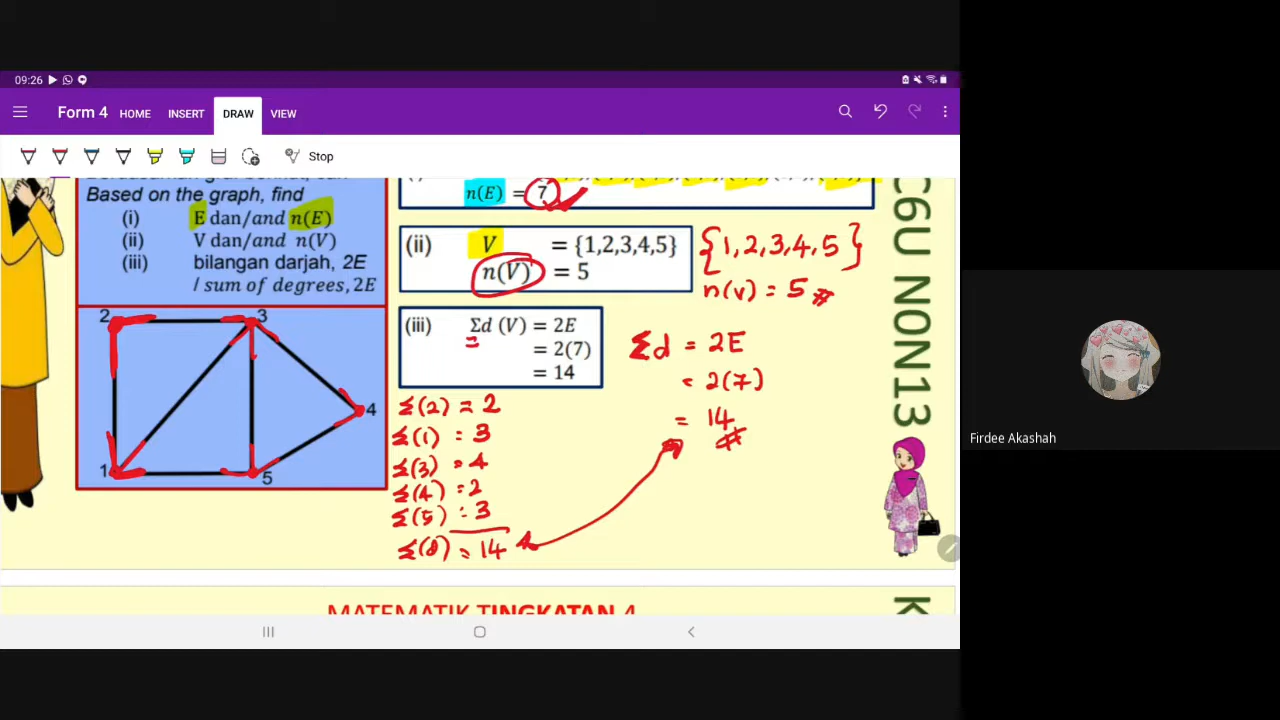 09:26
Form 4 HOME INSERT DRAW VIEW
Stop
Based on the graph, find
(i) E dan/and n(E)
(ii) V dan/and n(V)
(iii) bilangan darjah, 2E
/ sum of degrees, 2E
2 3
4
1 5
n(E) = 7
(ii) V = {1,2,3,4,5}
n(V) = 5
{1,2,3,4,5}
n(v) = 5
(iii) Σd (V) = 2E
= 2(7)
= 14
Σd = 2E
= 2(7)
= 14
Σ(2) = 2
Σ(1) = 3
Σ(3) = 4
Σ(4) = 2
Σ(5) = 3
Σ(d) = 14
C6U N0N13
K
MATEMATIK TINGKATAN 4
Firdee Akashah